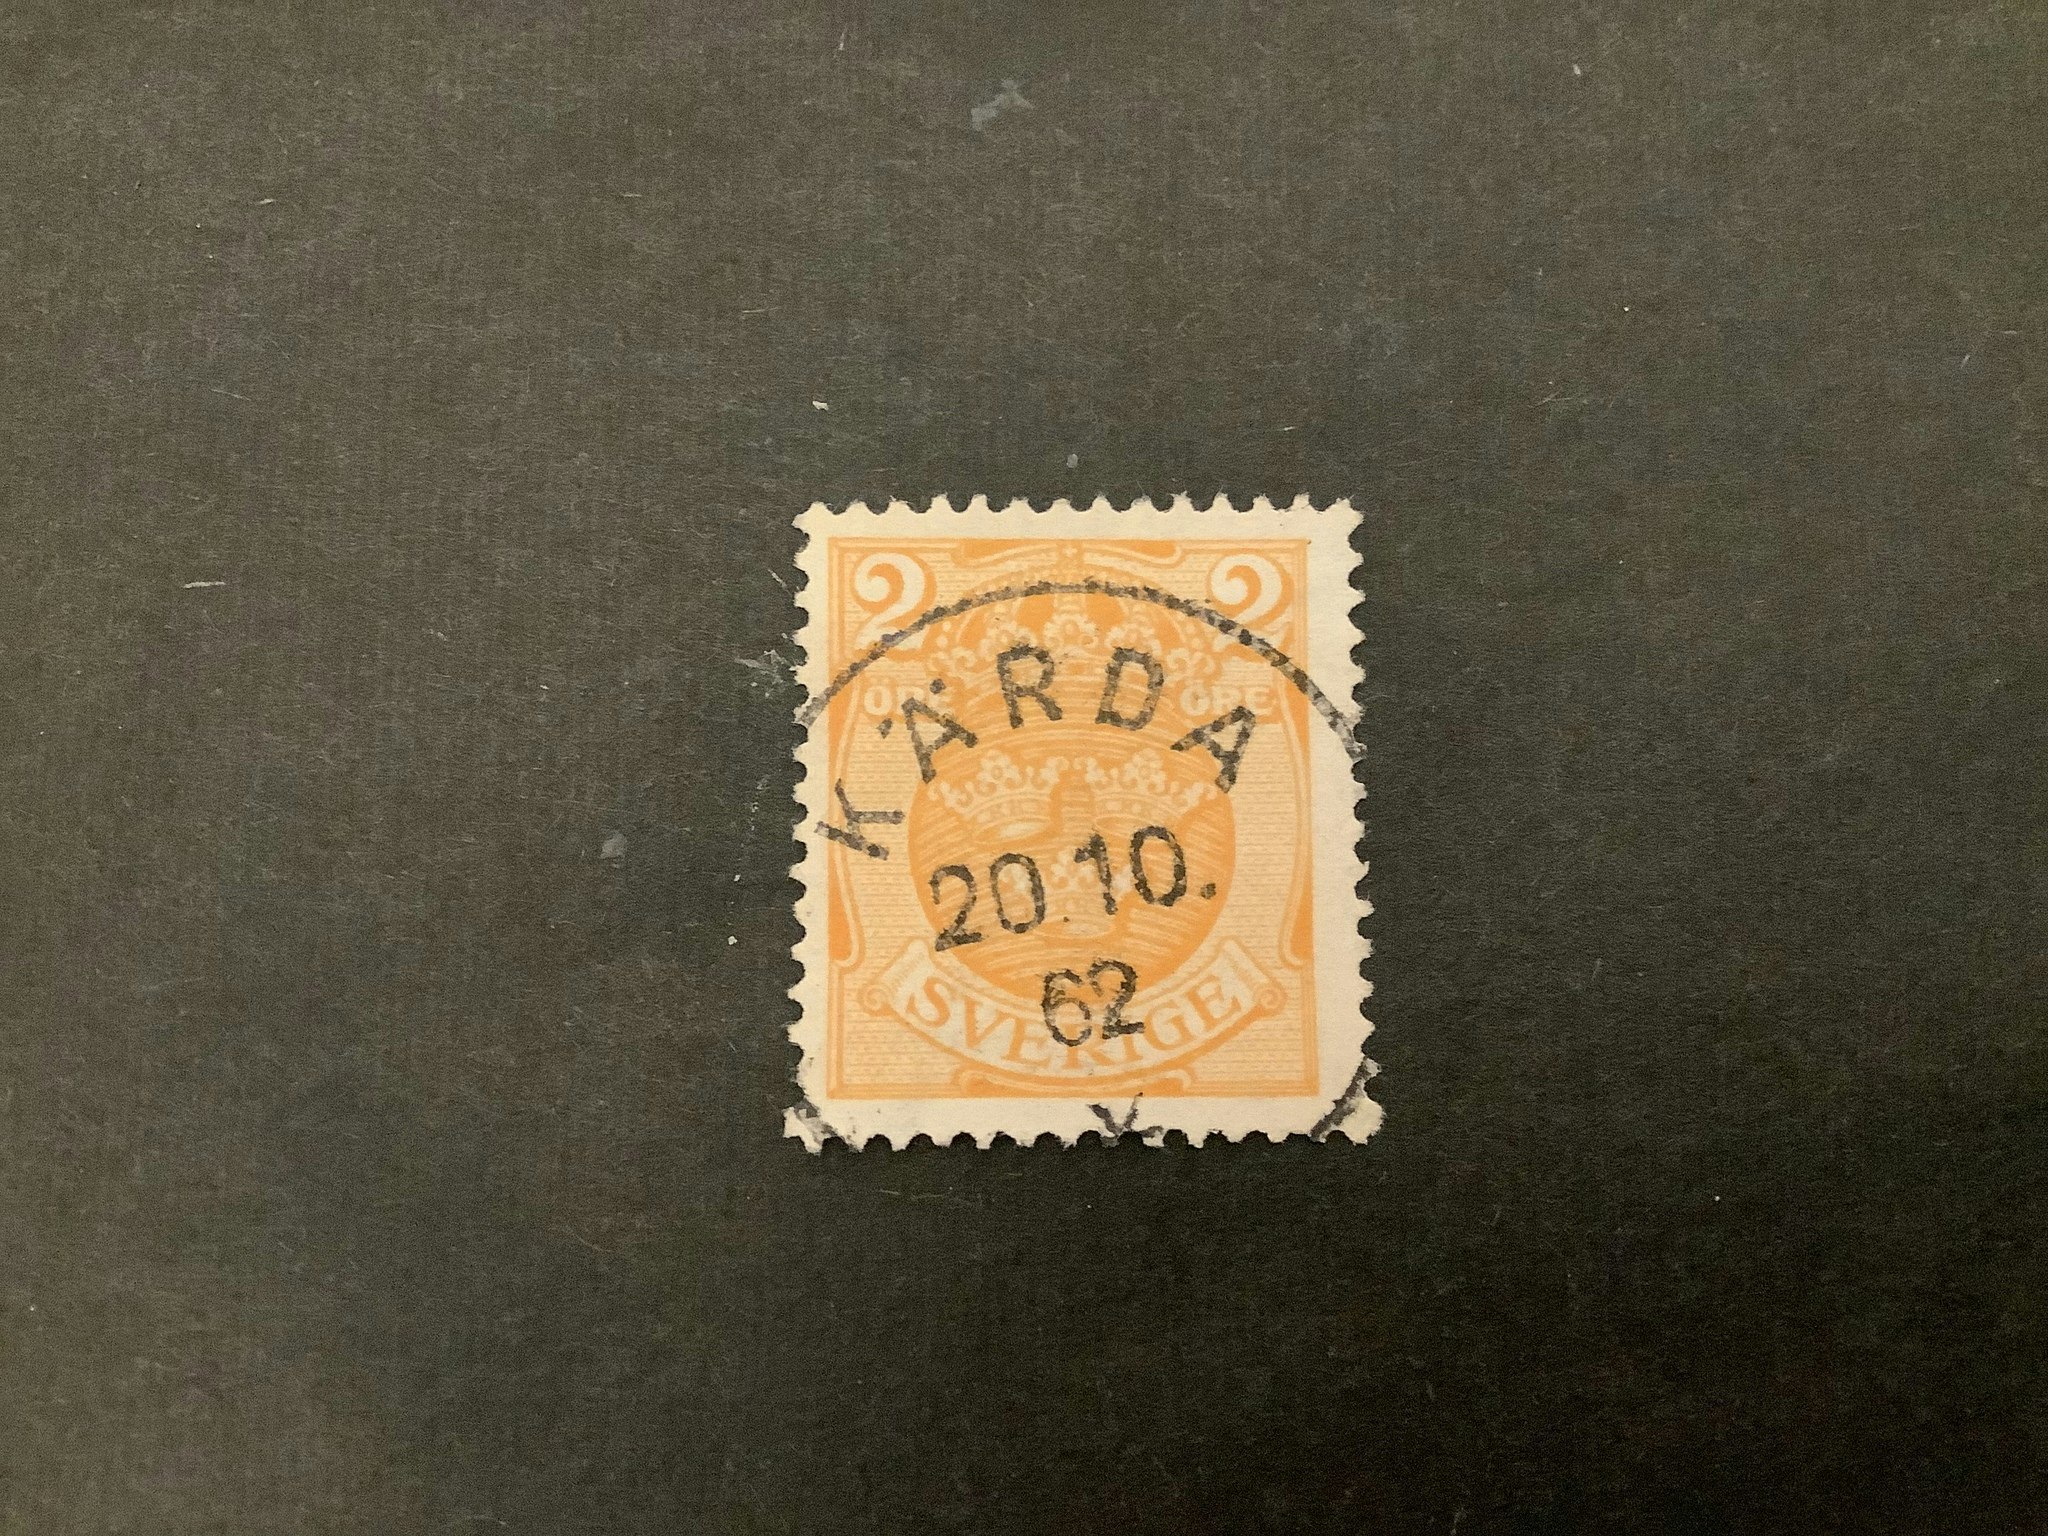 2 2
ÖRE ÖRE
KÄRDA
20.10.
62
SVERIGE